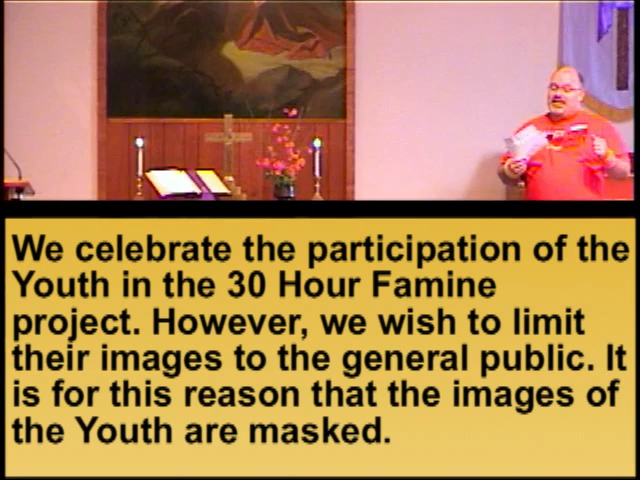 We celebrate the participation of the
Youth in the 30 Hour Famine
project. However, we wish to limit
their images to the general public. It
is for this reason that the images of
the Youth are masked.